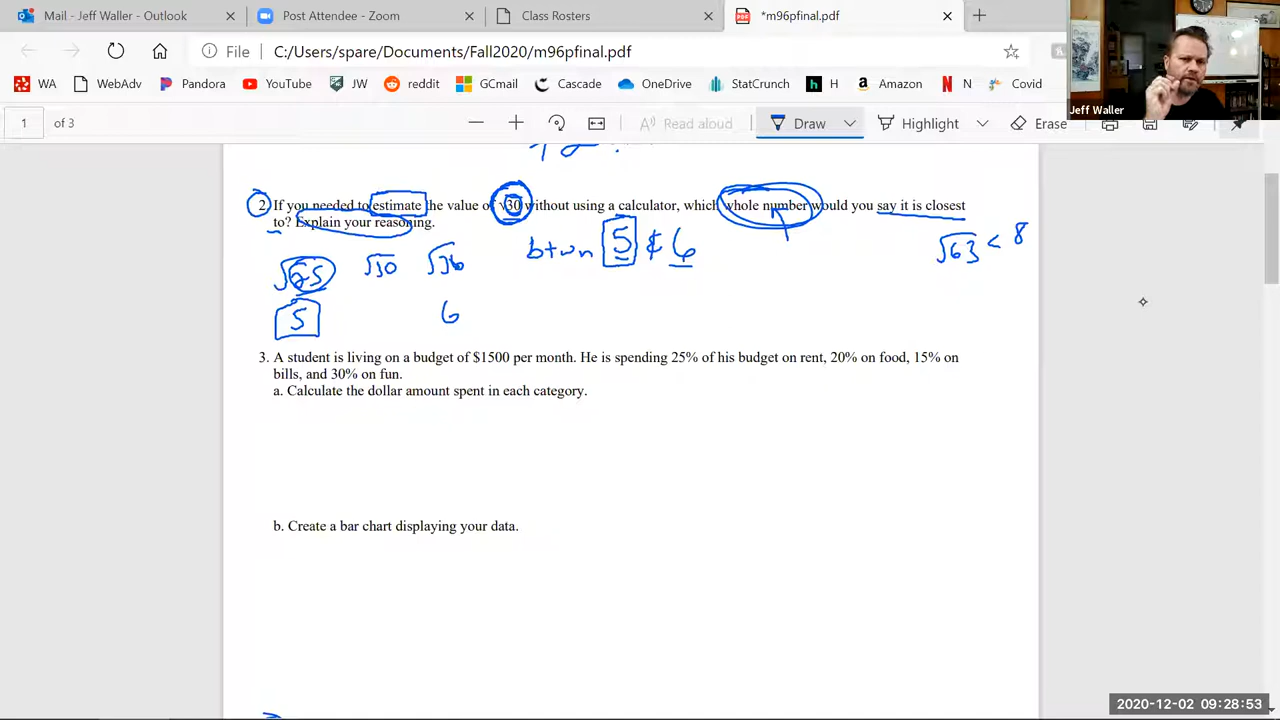 Mail - Jeff Waller - Outlook
Post Attendee - Zoom
Class Rosters
*m96pfinal.pdf
File
C:/Users/spare/Documents/Fall2020/m96pfinal.pdf
WA
WebAdv
Pandora
YouTube
JW
reddit
GCmail
Cascade
OneDrive
StatCrunch
H
Amazon
N
Covid
Jeff Waller
1 of 3
Read aloud
Draw
Highlight
Erase
2. If you needed to estimate the value of √30 without using a calculator, which whole number would you say it is closest
to? Explain your reasoning.
btwn 5 & 6
√63 < 8
√25 √30 √36
5 6
3. A student is living on a budget of $1500 per month. He is spending 25% of his budget on rent, 20% on food, 15% on
bills, and 30% on fun.
a. Calculate the dollar amount spent in each category.
b. Create a bar chart displaying your data.
2020-12-02 09:28:53